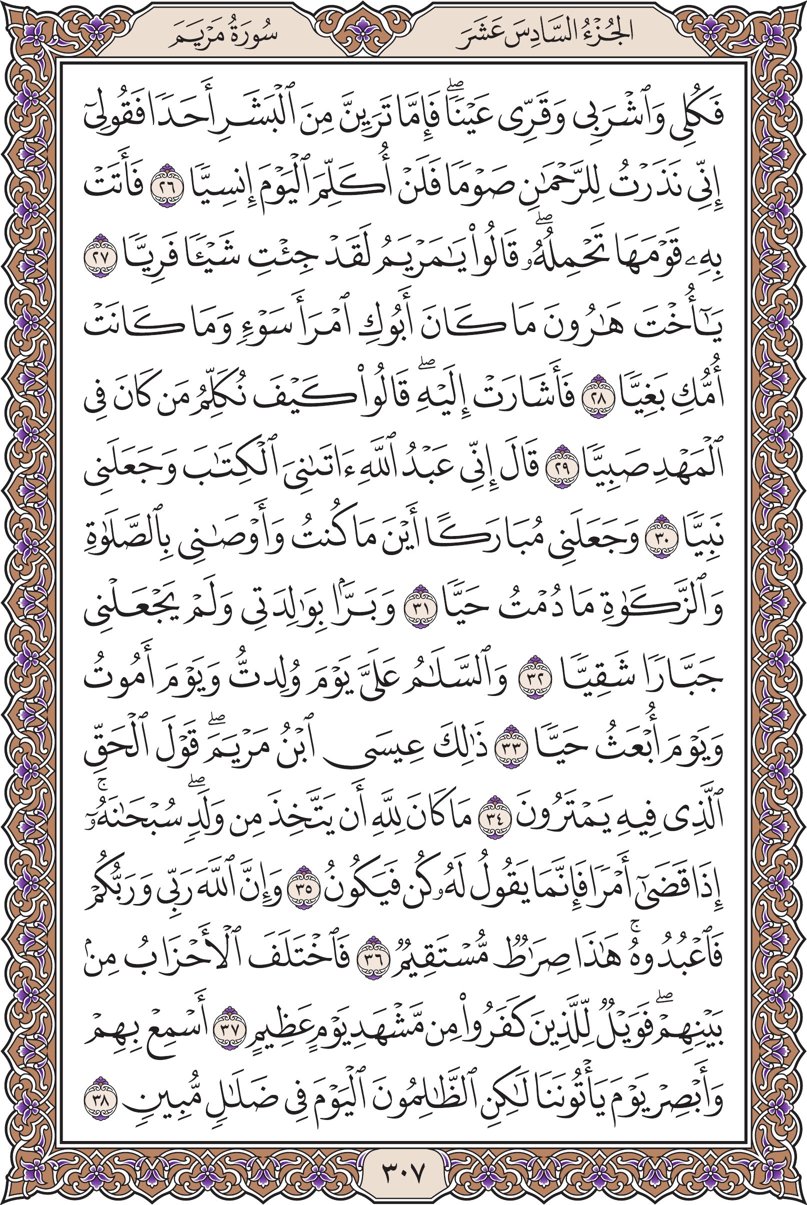 الجُزْءُ السَّادِسَ عَشَرَ
سُورَةُ مَرْيَمَ
فَكُلِى وَٱشْرَبِى وَقَرِّى عَيْنًاۖ فَإِمَّا تَرَيِنَّ مِنَ ٱلْبَشَرِ أَحَدًا فَقُولِىٓ
إِنِّى نَذَرْتُ لِلرَّحْمَٰنِ صَوْمًا فَلَنْ أُكَلِّمَ ٱلْيَوْمَ إِنسِيًّا ٢٦ فَأَتَتْ
بِهِۦ قَوْمَهَا تَحْمِلُهُۥۖ قَالُوا۟ يَٰمَرْيَمُ لَقَدْ جِئْتِ شَيْـًٔا فَرِيًّا ٢٧
يَٰٓأُخْتَ هَٰرُونَ مَا كَانَ أَبُوكِ ٱمْرَأَ سَوْءٍ وَمَا كَانَتْ
أُمُّكِ بَغِيًّا ٢٨ فَأَشَارَتْ إِلَيْهِۖ قَالُوا۟ كَيْفَ نُكَلِّمُ مَن كَانَ فِى
ٱلْمَهْدِ صَبِيًّا ٢٩ قَالَ إِنِّى عَبْدُ ٱللَّهِ ءَاتَىٰنِىَ ٱلْكِتَٰبَ وَجَعَلَنِى
نَبِيًّا ٣٠ وَجَعَلَنِى مُبَارَكًا أَيْنَ مَا كُنتُ وَأَوْصَٰنِى بِٱلصَّلَوٰةِ
وَٱلزَّكَوٰةِ مَا دُمْتُ حَيًّا ٣١ وَبَرًّۢا بِوَٰلِدَتِى وَلَمْ يَجْعَلْنِى
جَبَّارًا شَقِيًّا ٣٢ وَٱلسَّلَٰمُ عَلَىَّ يَوْمَ وُلِدتُّ وَيَوْمَ أَمُوتُ
وَيَوْمَ أُبْعَثُ حَيًّا ٣٣ ذَٰلِكَ عِيسَى ٱبْنُ مَرْيَمَۖ قَوْلَ ٱلْحَقِّ
ٱلَّذِى فِيهِ يَمْتَرُونَ ٣٤ مَا كَانَ لِلَّهِ أَن يَتَّخِذَ مِن وَلَدٍۖ سُبْحَٰنَهُۥٓۚ
إِذَا قَضَىٰٓ أَمْرًا فَإِنَّمَا يَقُولُ لَهُۥ كُن فَيَكُونُ ٣٥ وَإِنَّ ٱللَّهَ رَبِّى وَرَبُّكُمْ
فَٱعْبُدُوهُۚ هَٰذَا صِرَٰطٌ مُّسْتَقِيمٌ ٣٦ فَٱخْتَلَفَ ٱلْأَحْزَابُ مِنۢ
بَيْنِهِمْۖ فَوَيْلٌ لِّلَّذِينَ كَفَرُوا۟ مِن مَّشْهَدِ يَوْمٍ عَظِيمٍ ٣٧ أَسْمِعْ بِهِمْ
وَأَبْصِرْ يَوْمَ يَأْتُونَنَا لَٰكِنِ ٱلظَّٰلِمُونَ ٱلْيَوْمَ فِى ضَلَٰلٍ مُّبِينٍ ٣٨
٣٠٧